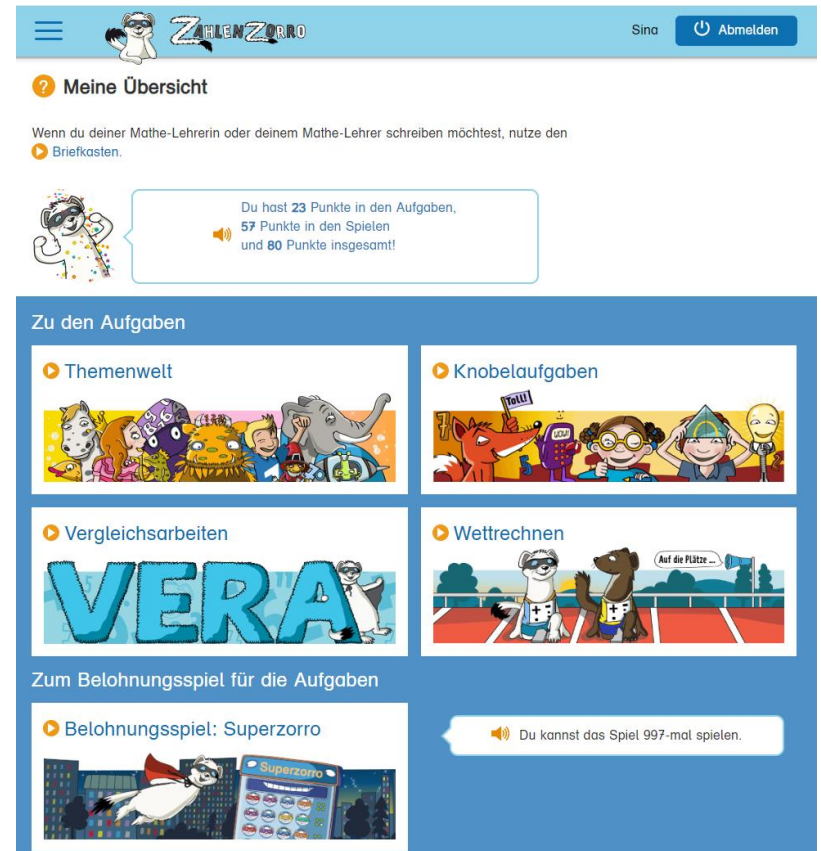 ZAHLENZORRO
Sina
Abmelden
? Meine Übersicht
Wenn du deiner Mathe-Lehrerin oder deinem Mathe-Lehrer schreiben möchtest, nutze den
Briefkasten.
Du hast 23 Punkte in den Aufgaben,
57 Punkte in den Spielen
und 80 Punkte insgesamt!
Zu den Aufgaben
Themenwelt
Knobelaufgaben
Toll!
WOW!
7
5
Vergleichsarbeiten
Wettrechnen
VERA
Auf die Plätze ...
Zum Belohnungsspiel für die Aufgaben
Belohnungsspiel: Superzorro
Du kannst das Spiel 997-mal spielen.
Superzorro